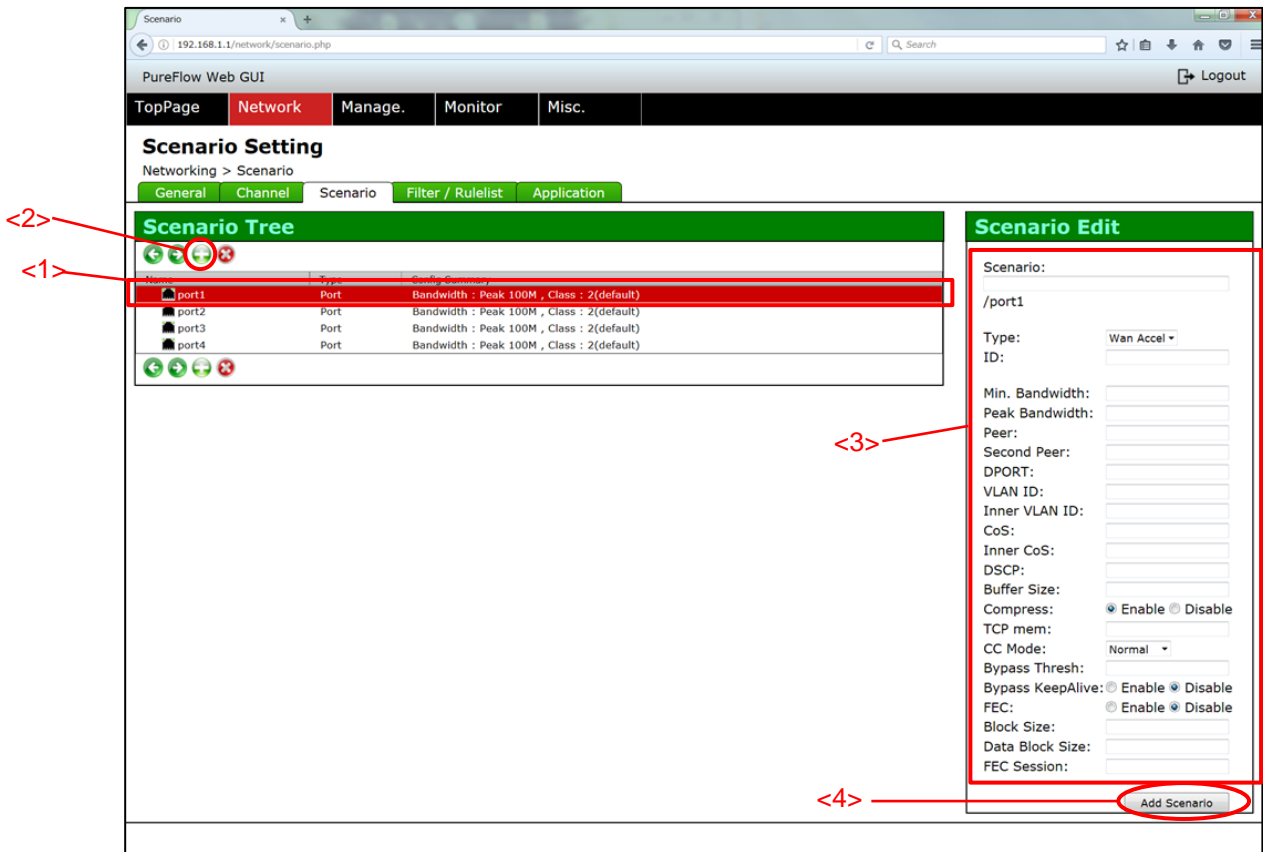 Scenario × +
192.168.1.1/network/scenario.php Search
PureFlow Web GUI Logout
TopPage Network Manage. Monitor Misc.
Scenario Setting
Networking > Scenario
General Channel Scenario Filter / Rulelist Application
<2>
Scenario Tree
<1>
Name Type Config Summary
port1 Port Bandwidth : Peak 100M , Class : 2(default)
port2 Port Bandwidth : Peak 100M , Class : 2(default)
port3 Port Bandwidth : Peak 100M , Class : 2(default)
port4 Port Bandwidth : Peak 100M , Class : 2(default)
Scenario Edit
Scenario:
/port1
Type: Wan Accel
ID:
Min. Bandwidth:
Peak Bandwidth:
<3>
Peer:
Second Peer:
DPORT:
VLAN ID:
Inner VLAN ID:
CoS:
Inner CoS:
DSCP:
Buffer Size:
Compress: Enable Disable
TCP mem:
CC Mode: Normal
Bypass Thresh:
Bypass KeepAlive: Enable Disable
FEC: Enable Disable
Block Size:
Data Block Size:
FEC Session:
<4>
Add Scenario